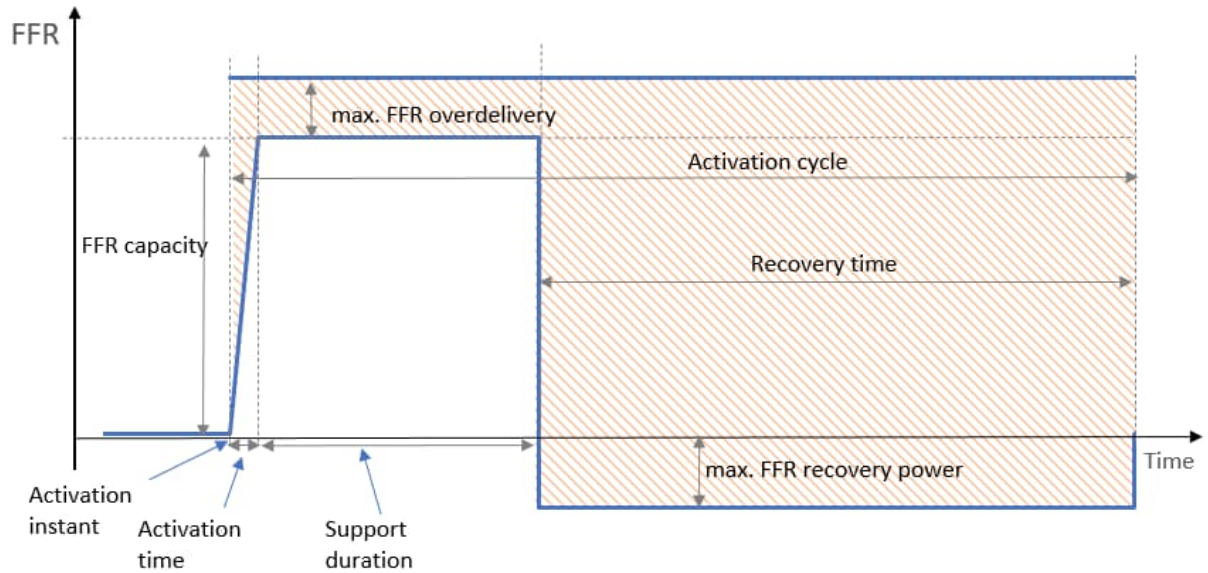 FFR
max. FFR overdelivery
Activation cycle
FFR capacity
Recovery time
max. FFR recovery power
Time
Activation
instant
Activation
time
Support
duration